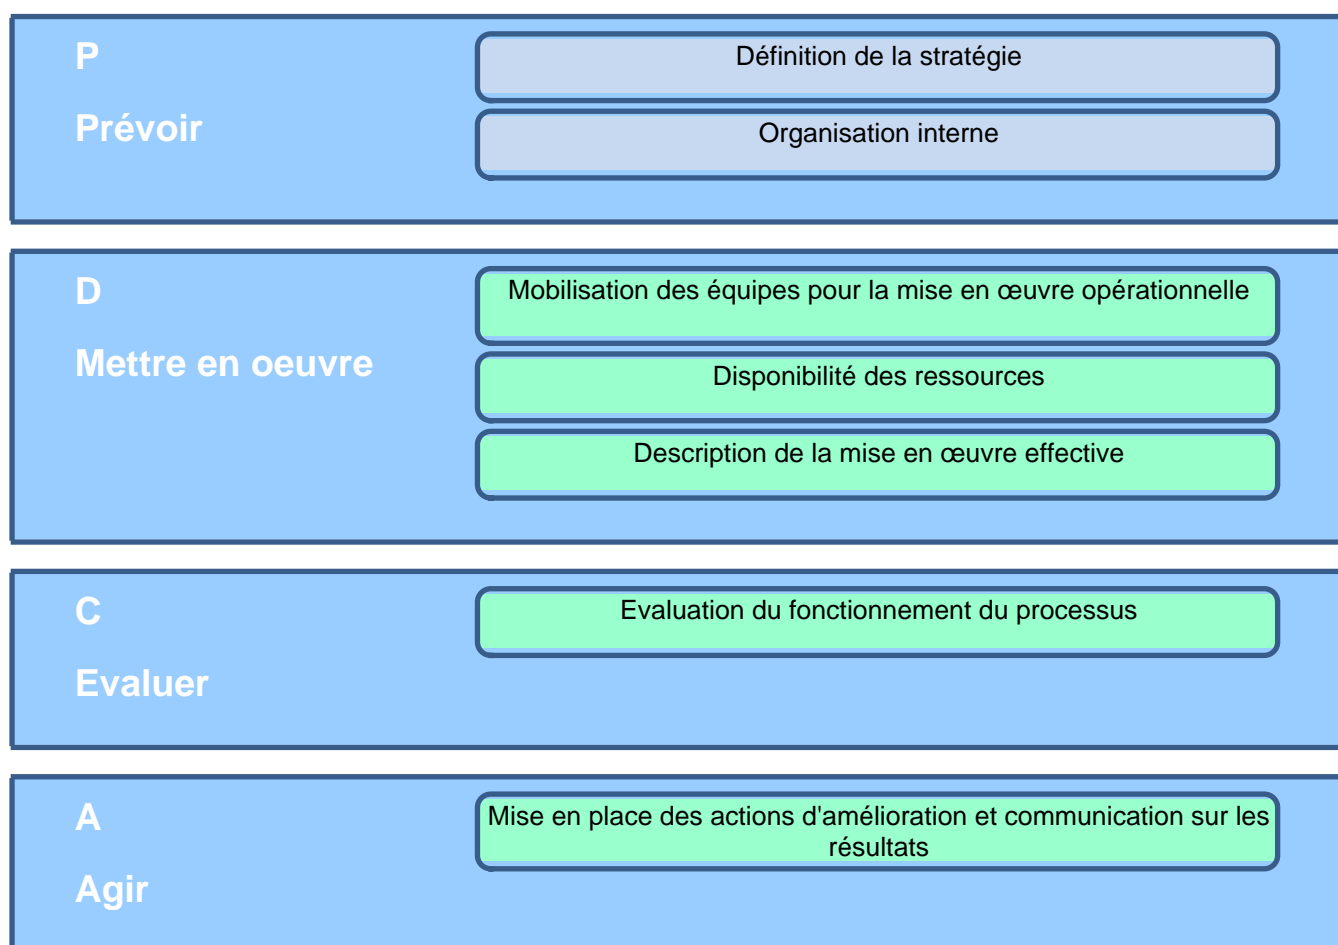 P
Prévoir
Définition de la stratégie
Organisation interne
D
Mettre en oeuvre
Mobilisation des équipes pour la mise en œuvre opérationnelle
Disponibilité des ressources
Description de la mise en œuvre effective
C
Evaluer
Evaluation du fonctionnement du processus
A
Agir
Mise en place des actions d'amélioration et communication sur les
résultats